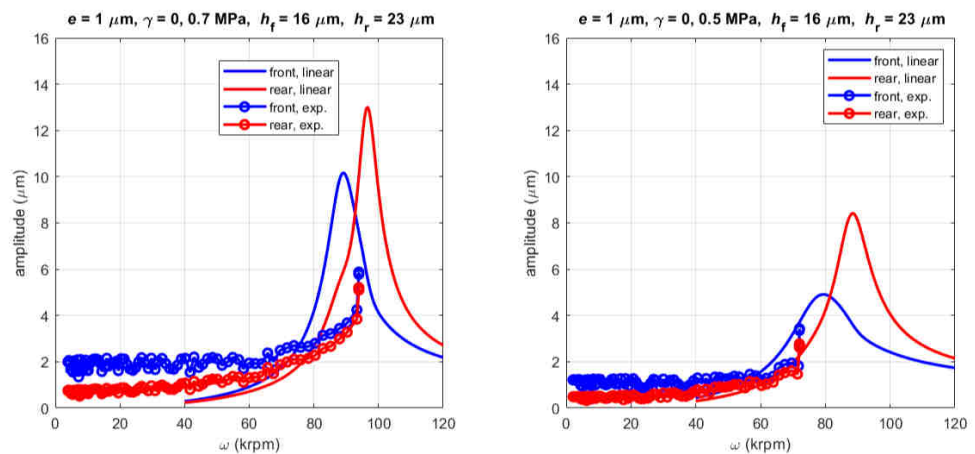 e = 1 μm, γ = 0, 0.7 MPa, h_f = 16 μm, h_r = 23 μm
16
14
12
10
8
6
4
2
0
amplitude (μm)
front, linear
rear, linear
front, exp.
rear, exp.
0 20 40 60 80 100 120
ω (krpm)
e = 1 μm, γ = 0, 0.5 MPa, h_f = 16 μm, h_r = 23 μm
16
14
12
10
8
6
4
2
0
amplitude (μm)
front, linear
rear, linear
front, exp.
rear, exp.
0 20 40 60 80 100 120
ω (krpm)